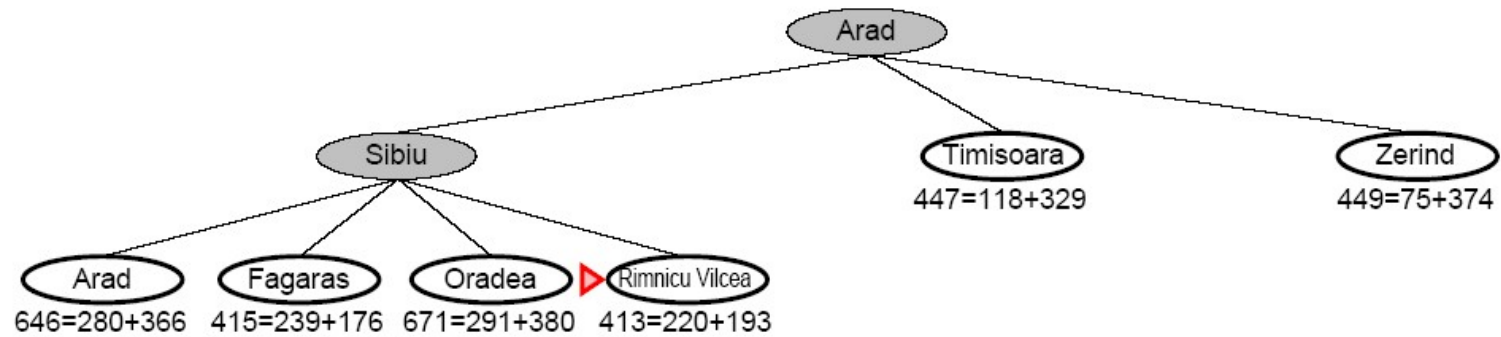 Arad
Sibiu
Timisoara
Zerind
447=118+329
449=75+374
Arad
Fagaras
Oradea
Rimnicu Vilcea
646=280+366
415=239+176
671=291+380
413=220+193